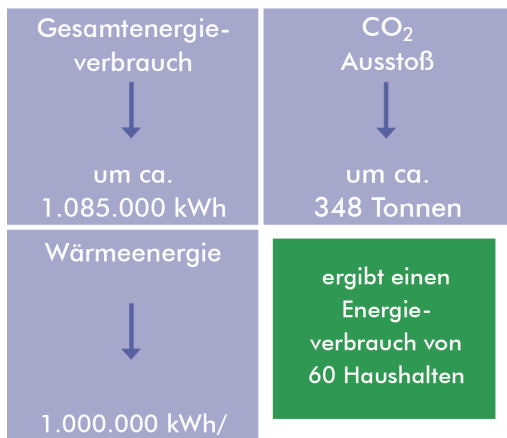 Gesamtenergie-
verbrauch
um ca.
1.085.000 kWh
CO₂
Ausstoß
um ca.
348 Tonnen
Wärmeenergie
1.000.000 kWh/
ergibt einen
Energie-
verbrauch von
60 Haushalten